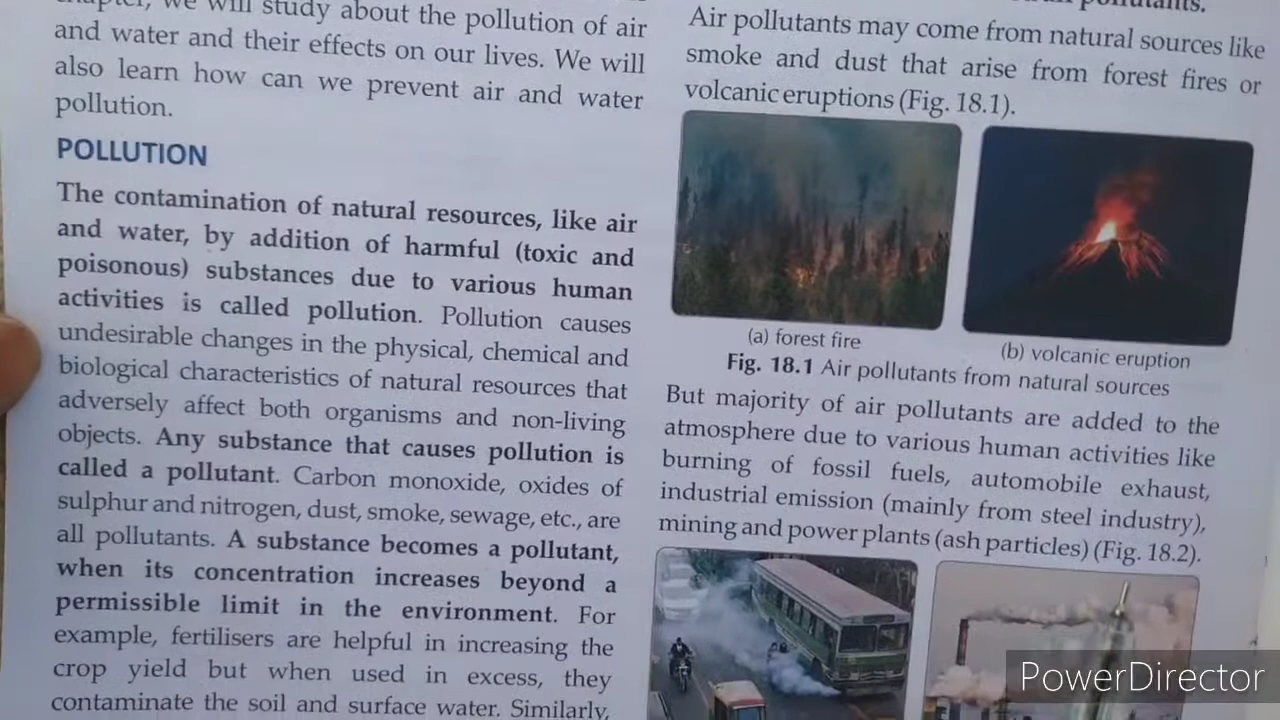 chapter, we will study about the pollution of air
and water and their effects on our lives. We will
also learn how can we prevent air and water
pollution.
POLLUTION
The contamination of natural resources, like air
and water, by addition of harmful (toxic and
poisonous) substances due to various human
activities is called pollution. Pollution causes
undesirable changes in the physical, chemical and
biological characteristics of natural resources that
adversely affect both organisms and non-living
objects. Any substance that causes pollution is
called a pollutant. Carbon monoxide, oxides of
sulphur and nitrogen, dust, smoke, sewage, etc., are
all pollutants. A substance becomes a pollutant,
when its concentration increases beyond a
permissible limit in the environment. For
example, fertilisers are helpful in increasing the
crop yield but when used in excess, they
contaminate the soil and surface water. Similarly,
pollutants.
Air pollutants may come from natural sources like
smoke and dust that arise from forest fires or
volcanic eruptions (Fig. 18.1).
(a) forest fire
(b) volcanic eruption
Fig. 18.1 Air pollutants from natural sources
But majority of air pollutants are added to the
atmosphere due to various human activities like
burning of fossil fuels, automobile exhaust,
industrial emission (mainly from steel industry),
mining and power plants (ash particles) (Fig. 18.2).
PowerDirector